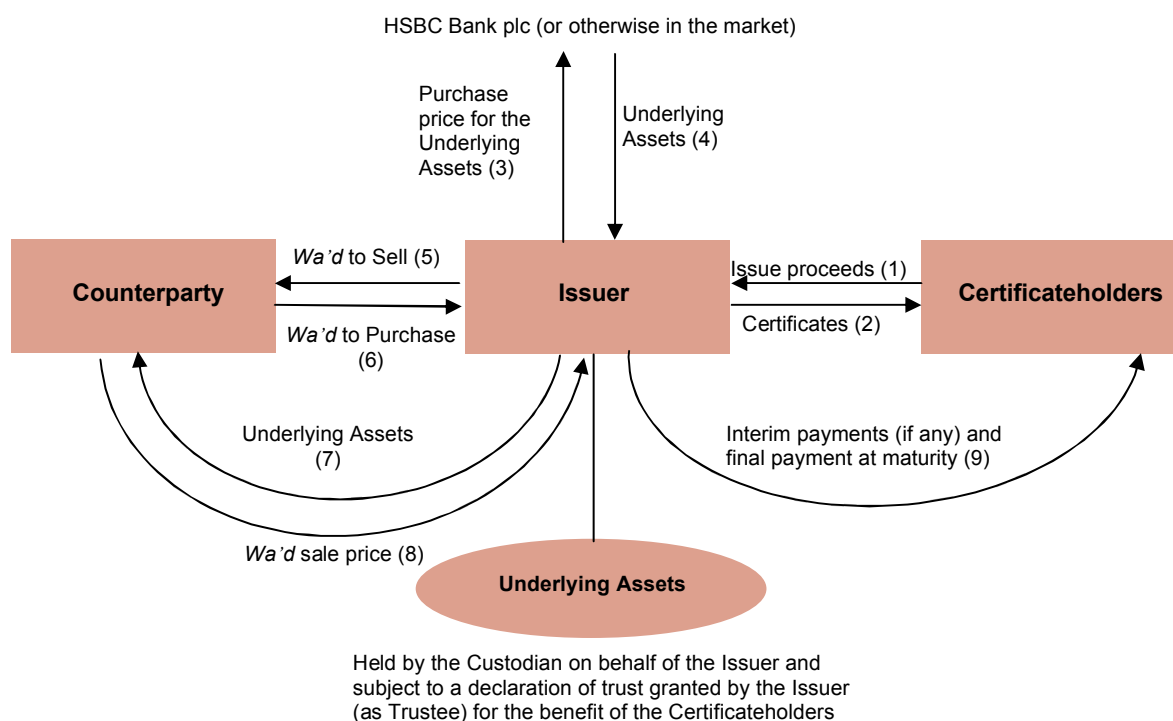 HSBC Bank plc (or otherwise in the market)
Purchase
price for the
Underlying
Assets (3)
Underlying
Assets (4)
Counterparty
Wa’d to Sell (5)
Wa’d to Purchase
(6)
Issuer
Issue proceeds (1)
Certificates (2)
Certificateholders
Underlying Assets
(7)
Wa’d sale price (8)
Interim payments (if any) and
final payment at maturity (9)
Underlying Assets
Held by the Custodian on behalf of the Issuer and
subject to a declaration of trust granted by the Issuer
(as Trustee) for the benefit of the Certificateholders